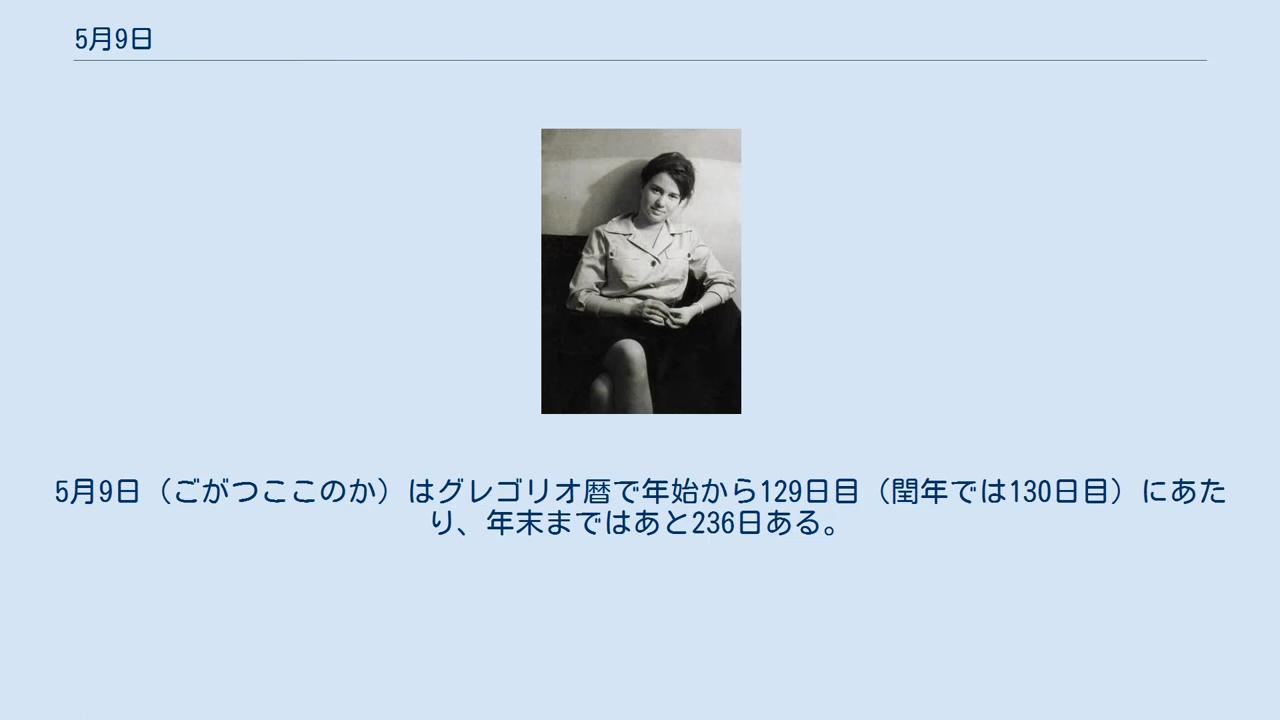 5月9日
5月9日（ごがつここのか）はグレゴリオ暦で年始から129日目（閏年では130日目）にあた
り、年末まではあと236日ある。